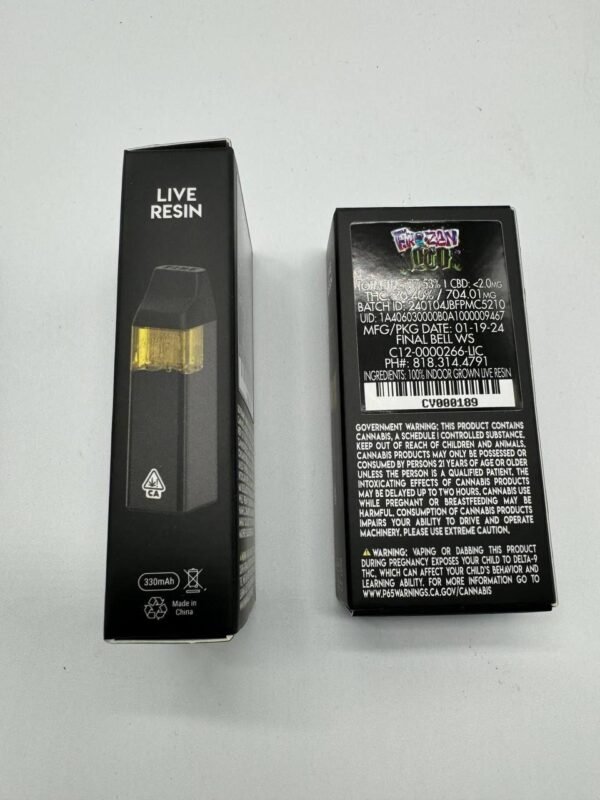 LIVE
RESIN
CA
330mAh
Made in
China
CBD: <2.0MG
THC: 704.01MG
BATCH ID: 240104JBFPMC5210
UID: 1A406030000B0A1000009467
MFG/PKG DATE: 01-19-24
FINAL BELL WS
C12-0000266-LIC
PH#: 818.314.4791
INGREDIENTS: 100% INDOOR GROWN LIVE RESIN
CV000189
GOVERNMENT WARNING: THIS PRODUCT CONTAINS
CANNABIS, A SCHEDULE I CONTROLLED SUBSTANCE.
KEEP OUT OF REACH OF CHILDREN AND ANIMALS.
CANNABIS PRODUCTS MAY ONLY BE POSSESSED OR
CONSUMED BY PERSONS 21 YEARS OF AGE OR OLDER
UNLESS THE PERSON IS A QUALIFIED PATIENT. THE
INTOXICATING EFFECTS OF CANNABIS PRODUCTS
MAY BE DELAYED UP TO TWO HOURS. CANNABIS USE
WHILE PREGNANT OR BREASTFEEDING MAY BE
HARMFUL. CONSUMPTION OF CANNABIS PRODUCTS
IMPAIRS YOUR ABILITY TO DRIVE AND OPERATE
MACHINERY. PLEASE USE EXTREME CAUTION.
WARNING: VAPING OR DABBING THIS PRODUCT
DURING PREGNANCY EXPOSES YOUR CHILD TO DELTA-9
THC, WHICH CAN AFFECT YOUR CHILD'S BEHAVIOR AND
LEARNING ABILITY. FOR MORE INFORMATION GO TO
WWW.P65WARNINGS.CA.GOV/CANNABIS